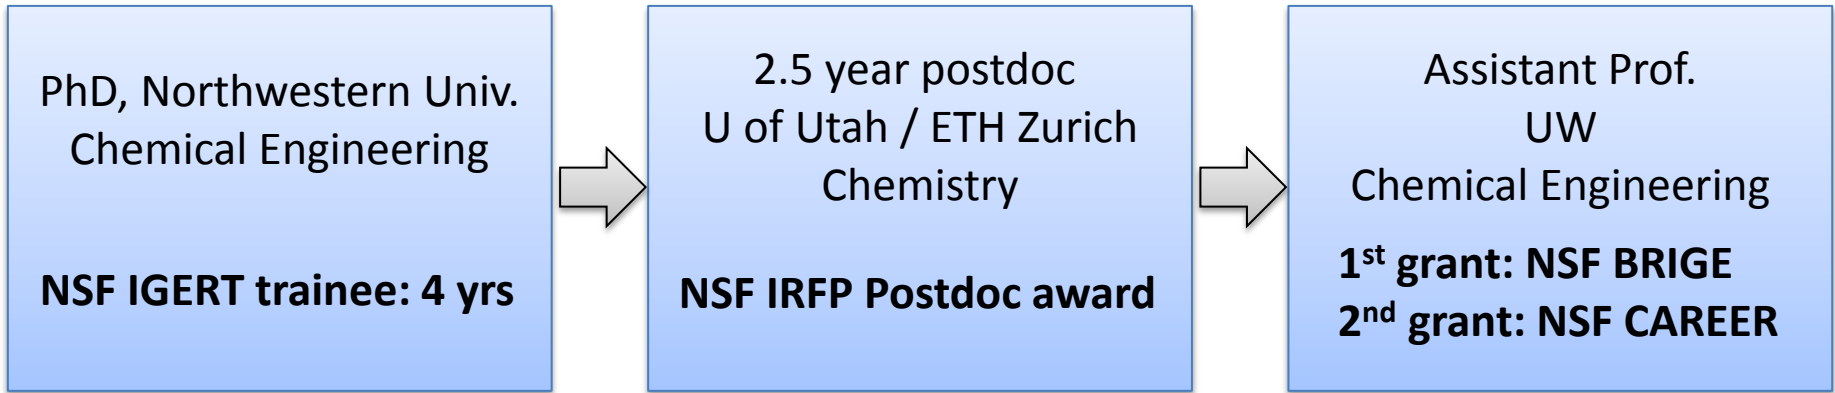 PhD, Northwestern Univ.
Chemical Engineering
NSF IGERT trainee: 4 yrs
2.5 year postdoc
U of Utah / ETH Zurich
Chemistry
NSF IRFP Postdoc award
Assistant Prof.
UW
Chemical Engineering
1st grant: NSF BRIGE
2nd grant: NSF CAREER